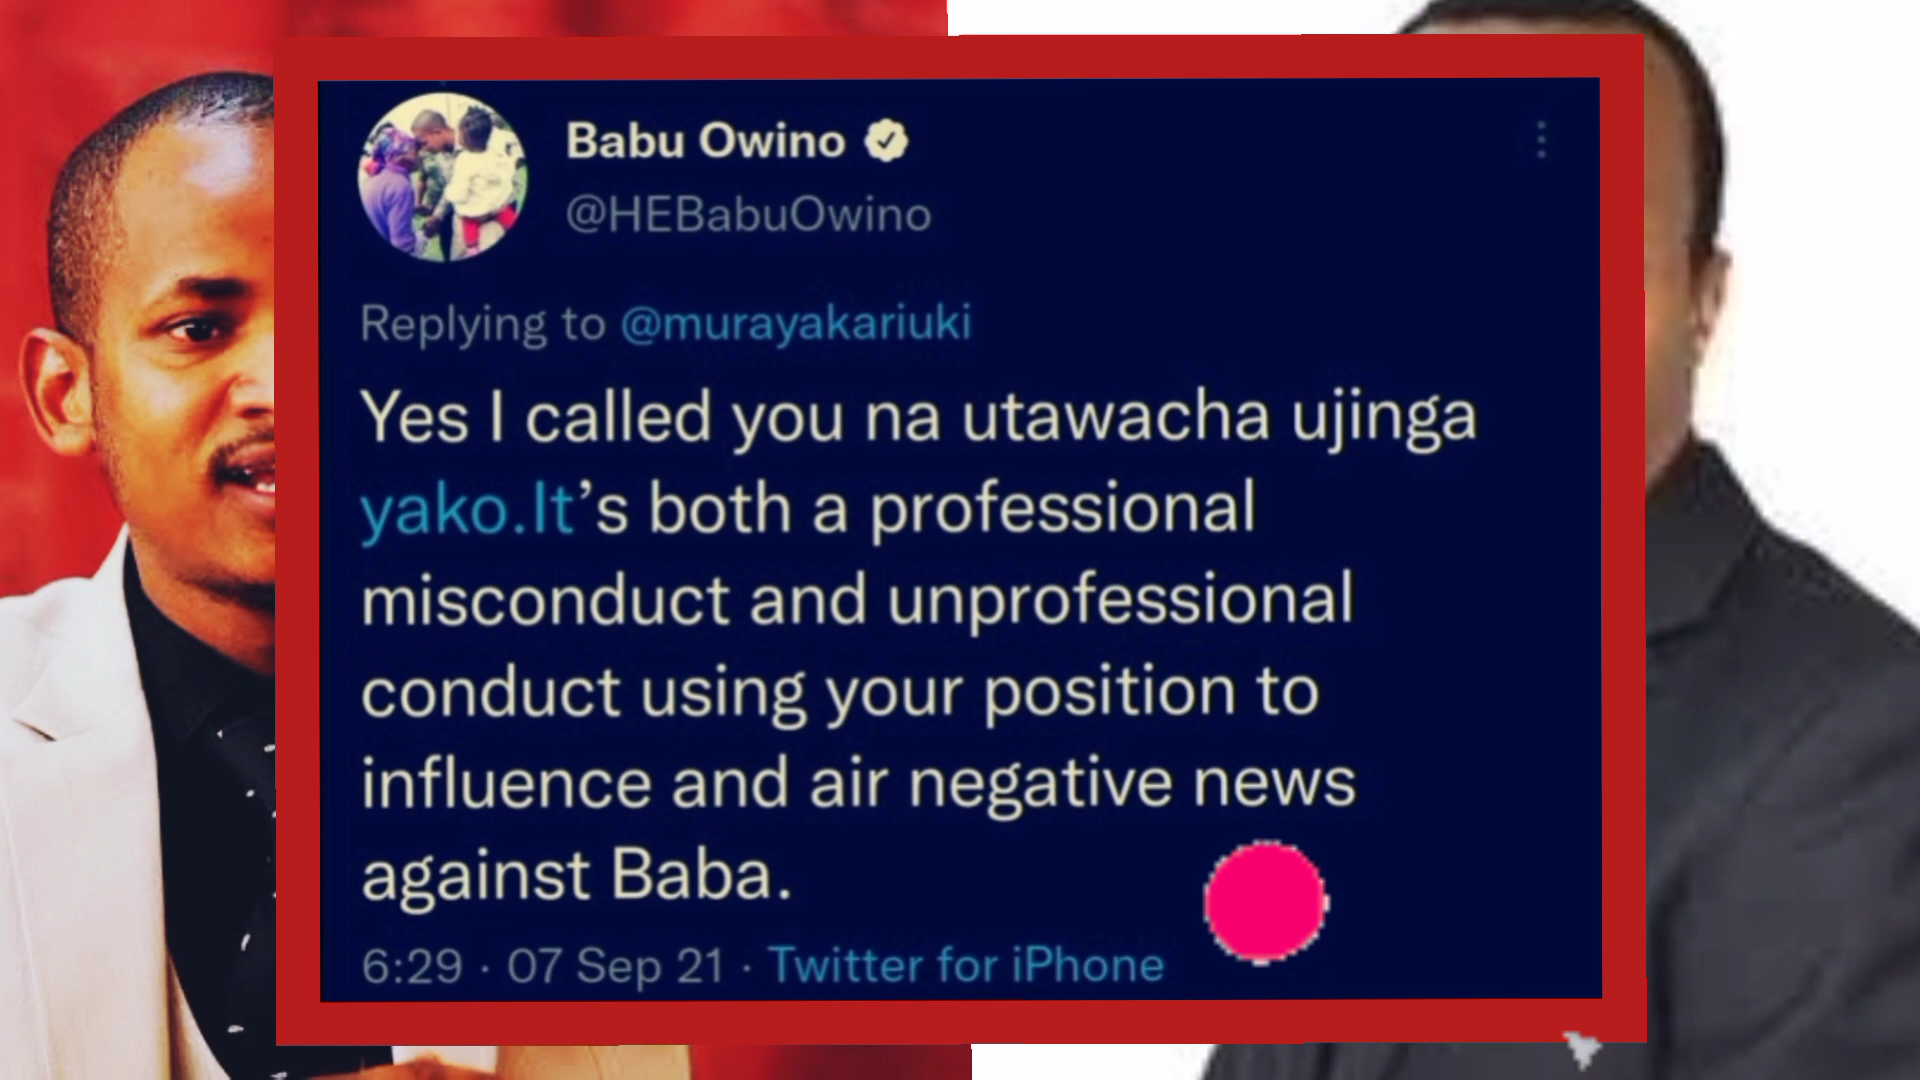 Babu Owino
@HEBabuOwino
Replying to @murayakariuki
Yes I called you na utawacha ujinga
yako.It’s both a professional
misconduct and unprofessional
conduct using your position to
influence and air negative news
against Baba.
6:29 · 07 Sep 21 · Twitter for iPhone